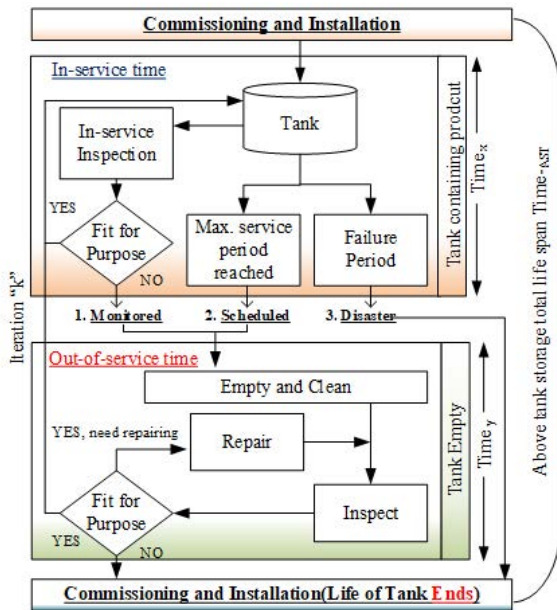 Commissioning and Installation
In-service time
Tank
In-service
Inspection
YES
Fit for
Purpose
NO
Max. service
period
reached
Failure
Period
Tank containing prodcut
Time x
1. Monitored
2. Scheduled
3. Disaster
Iteration "K"
Above tank storage total life span Time-AST
Out-of-service time
Empty and Clean
YES, need repairing
Repair
Fit for
Purpose
Inspect
YES
NO
Tank Empty
Time y
Commissioning and Installation(Life of Tank Ends)